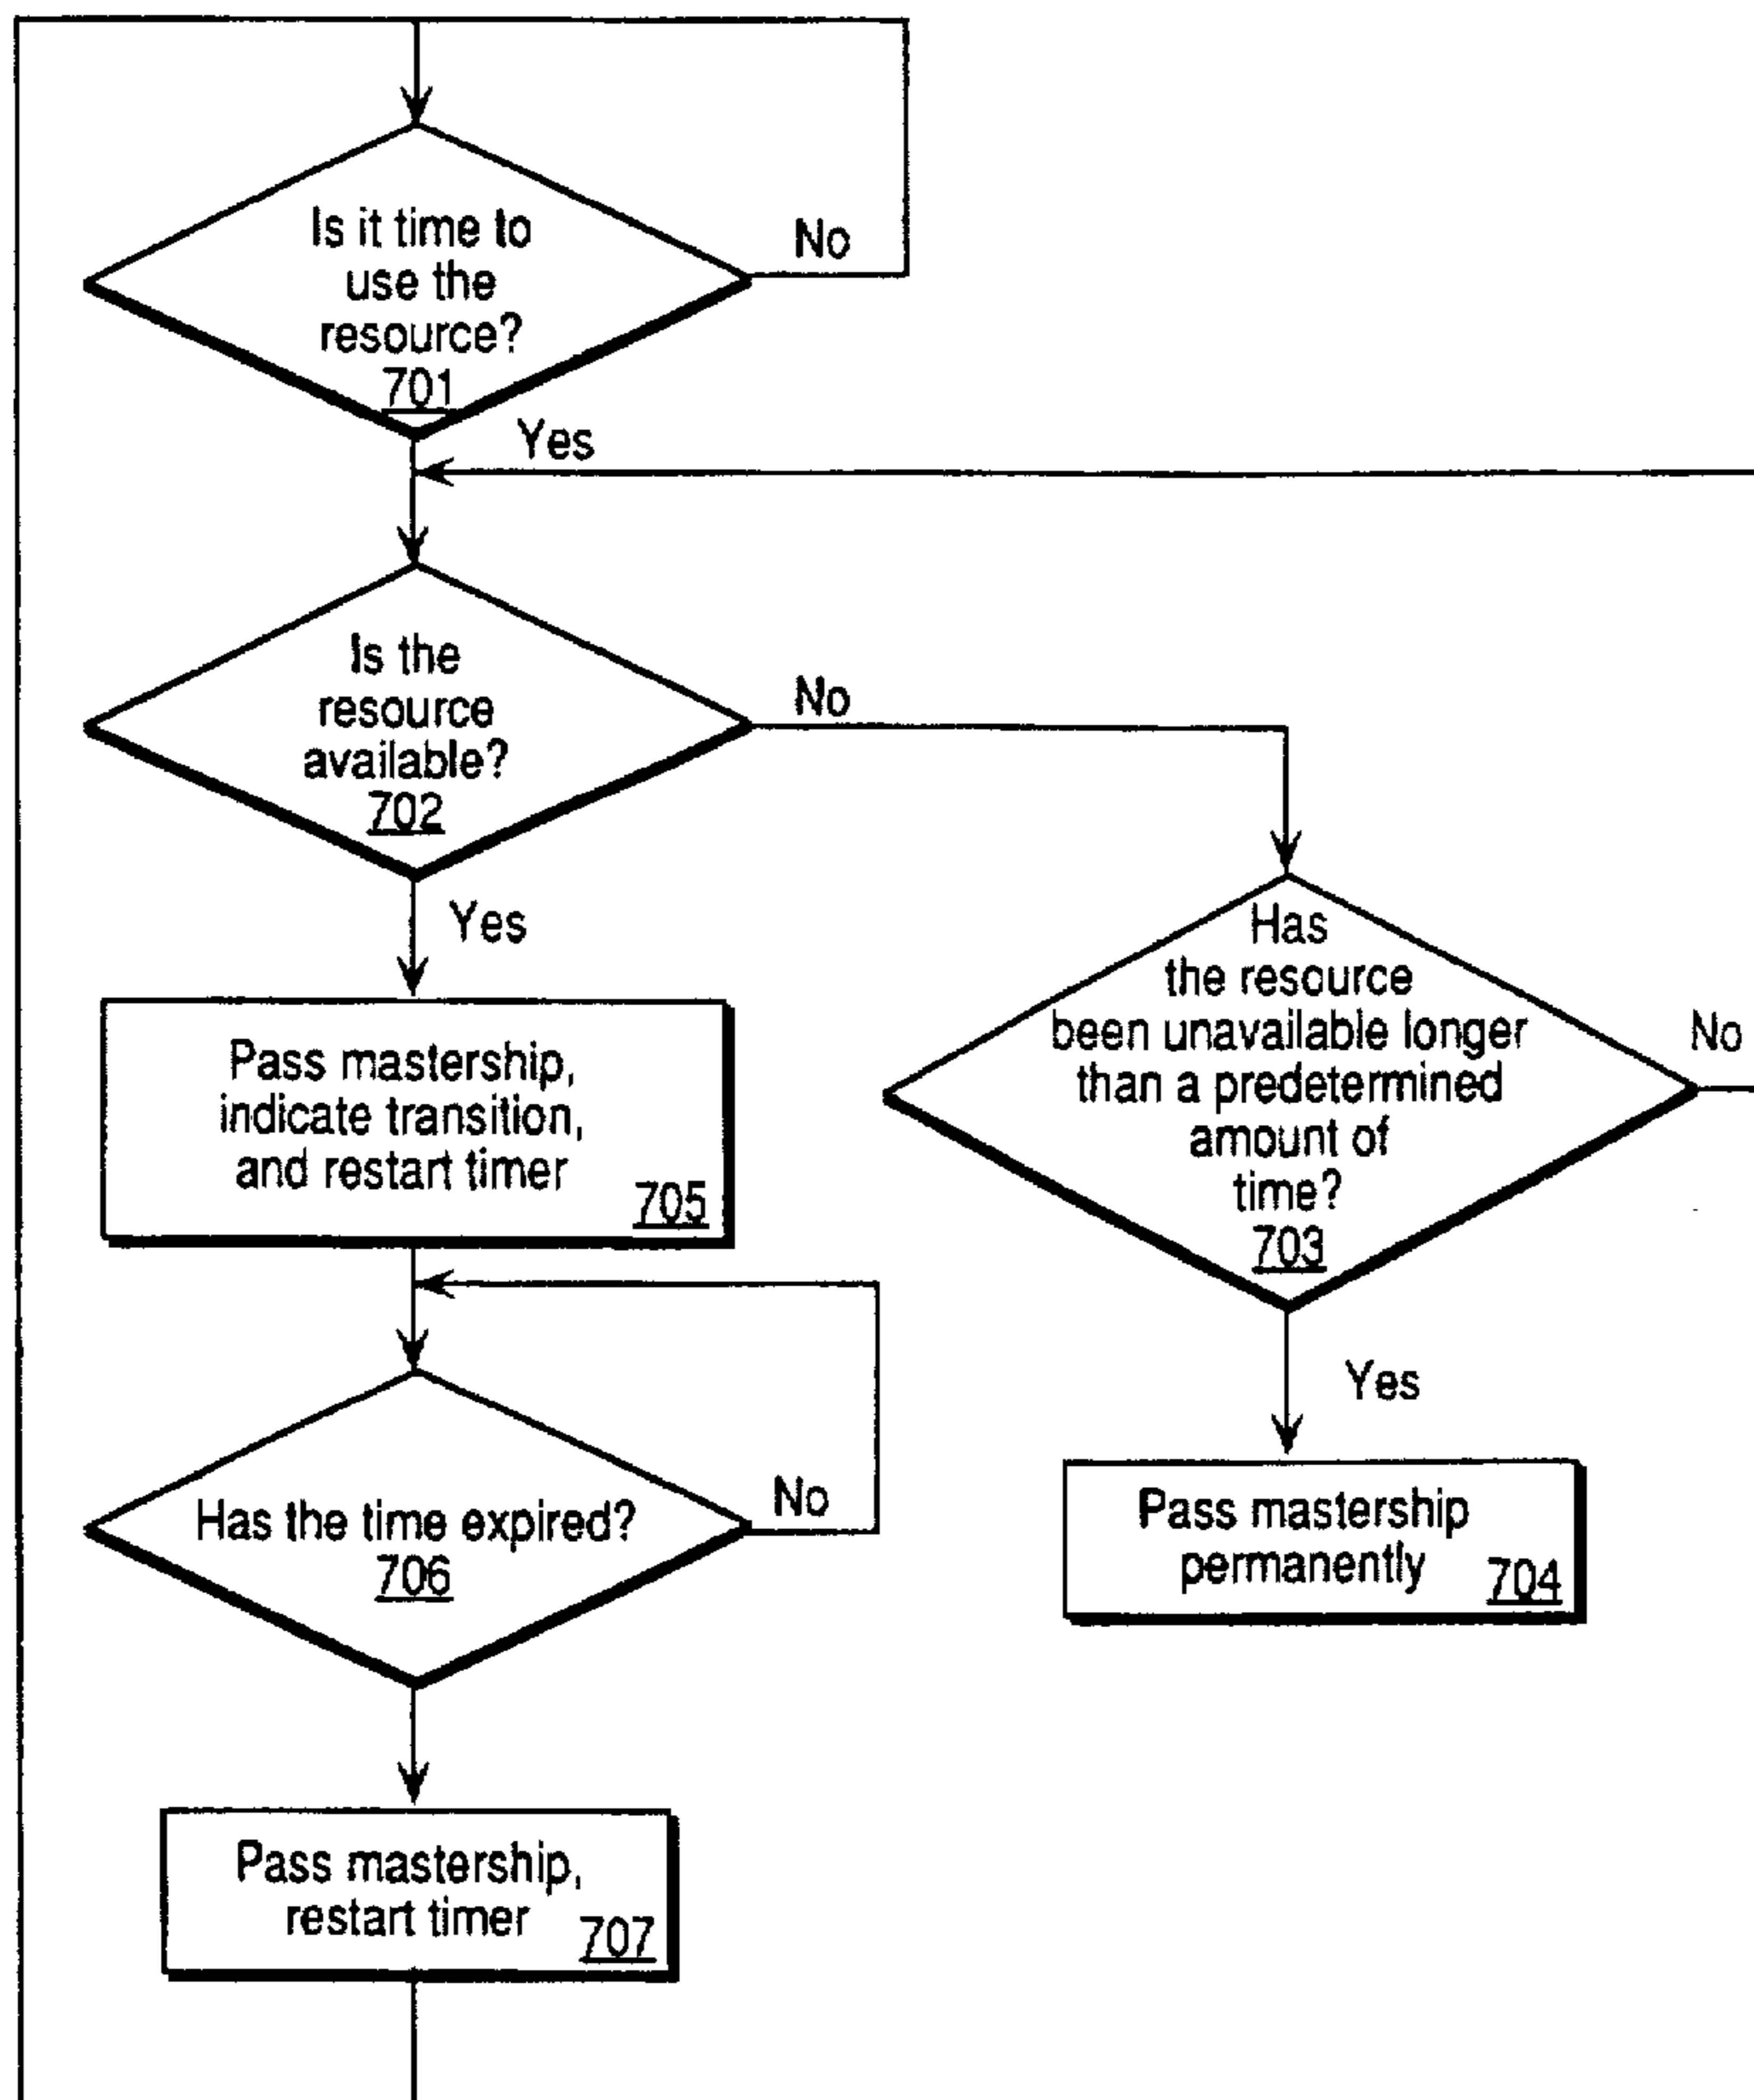 Is it time to
use the
resource?
701
No
Yes
Is the
resource
available?
702
No
Yes
Has
the resource
been unavailable longer
than a predetermined
amount of
time?
703
No
Yes
Pass mastership
permanently
704
Pass mastership,
indicate transition,
and restart timer
705
Has the time expired?
706
No
Pass mastership,
restart timer
707